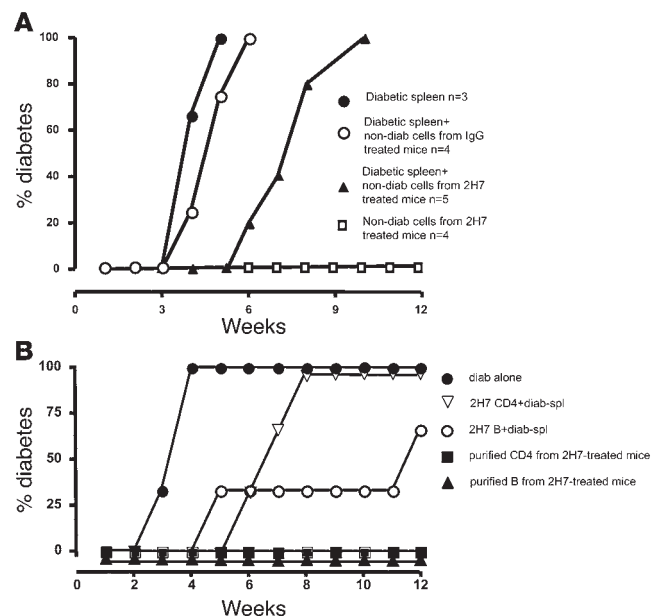 A
100
80
60
40
20
0
% diabetes
0
3
6
9
12
Weeks
Diabetic spleen n=3
Diabetic spleen+
non-diab cells from IgG
treated mice n=4
Diabetic spleen+
non-diab cells from 2H7
treated mice n=5
Non-diab cells from 2H7
treated mice n=4
B
100
75
50
25
0
% diabetes
0
2
4
6
8
10
12
Weeks
diab alone
2H7 CD4+diab-spl
2H7 B+diab-spl
purified CD4 from 2H7-treated mice
purified B from 2H7-treated mice